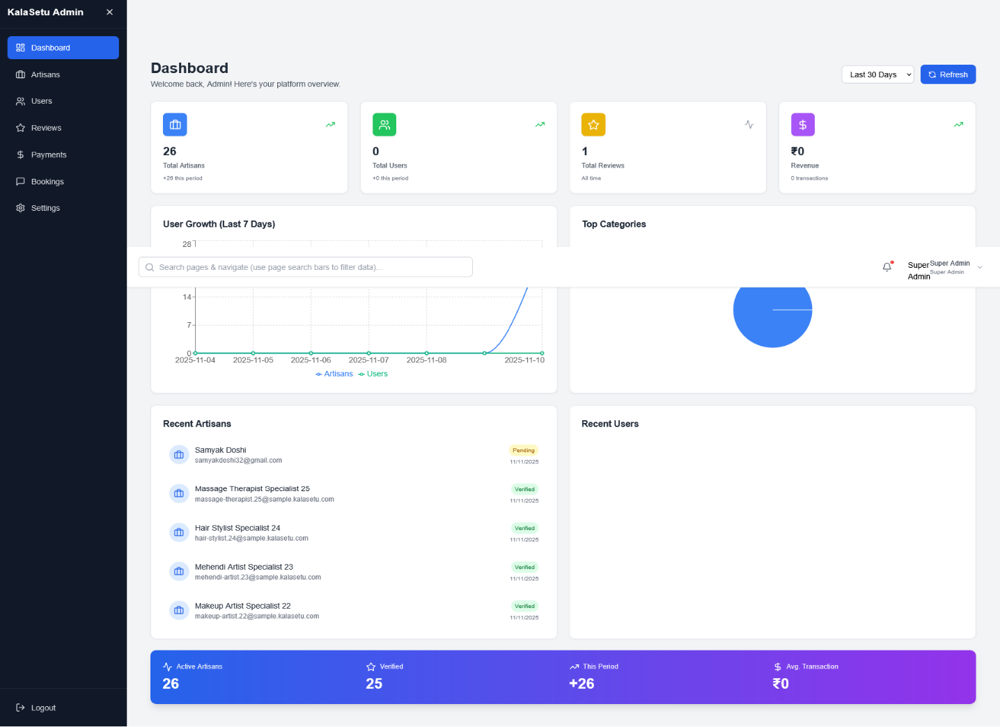 KalaSetu Admin
Dashboard
Artisans
Users
Reviews
Payments
Bookings
Settings
Logout
Dashboard
Welcome back, Admin! Here's your platform overview.
Last 30 Days
Refresh
26
Total Artisans
+26 this period
0
Total Users
+0 this period
1
Total Reviews
All time
₹0
Revenue
0 transactions
User Growth (Last 7 Days)
28
Top Categories
Search pages & navigate (use page search bars to filter data)...
Super Admin
Super Admin
Super Admin
14
7
0
2025-11-04 2025-11-05 2025-11-06 2025-11-07 2025-11-08 2025-11-10
Artisans Users
Recent Artisans
Samyak Doshi
samyakdoshi32@gmail.com
Pending
11/11/2025
Massage Therapist Specialist 25
massage-therapist.25@sample.kalasetu.com
Verified
11/11/2025
Hair Stylist Specialist 24
hair-stylist.24@sample.kalasetu.com
Verified
11/11/2025
Mehendi Artist Specialist 23
mehendi-artist.23@sample.kalasetu.com
Verified
11/11/2025
Makeup Artist Specialist 22
makeup-artist.22@sample.kalasetu.com
Verified
11/11/2025
Recent Users
Active Artisans
26
Verified
25
This Period
+26
Avg. Transaction
₹0